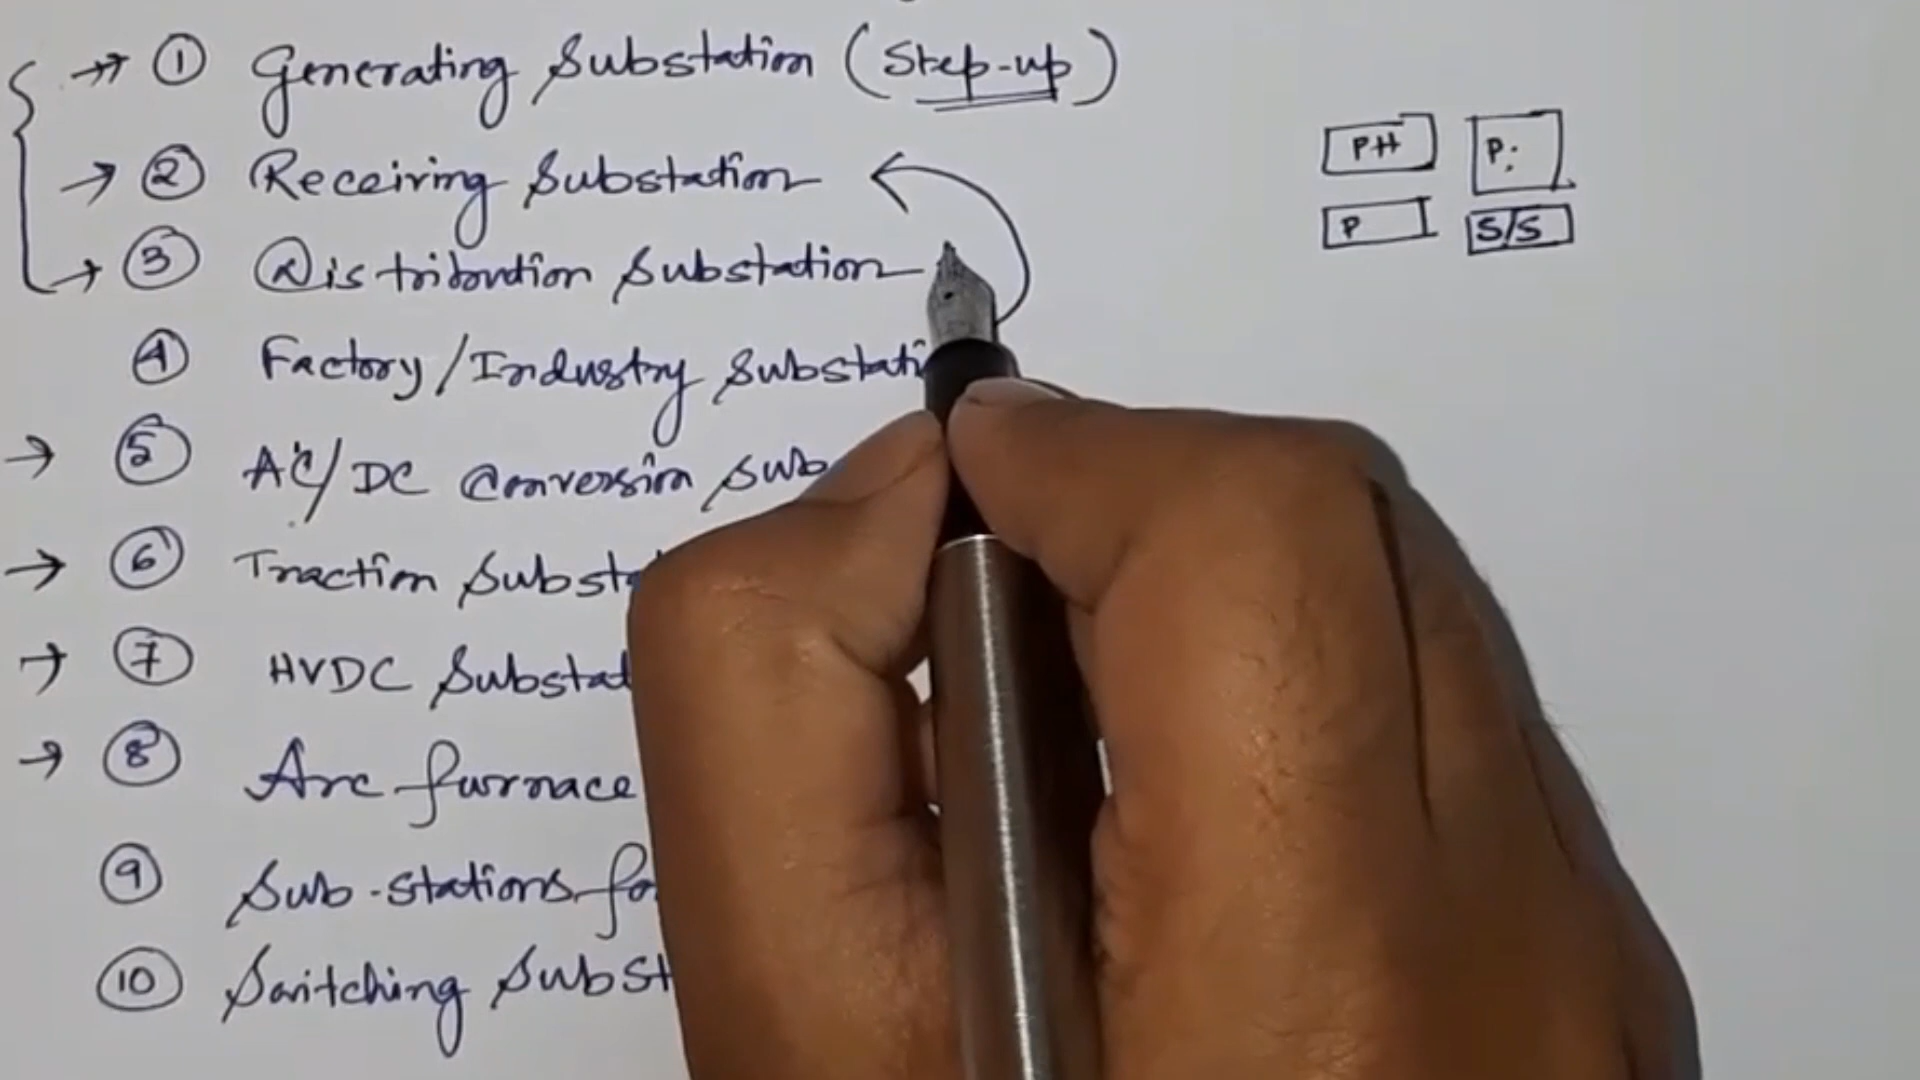 ① Generating Substation (Step-up)
② Receiving Substation
③ Distribution Substation
④ Factory/Industry Substati
⑤ AC/DC Conversion Sub
⑥ Traction Subst
⑦ HVDC Substat
⑧ Arc furnace
⑨ Sub-stations fo
⑩ Switching Subst
PH P:
P S/S